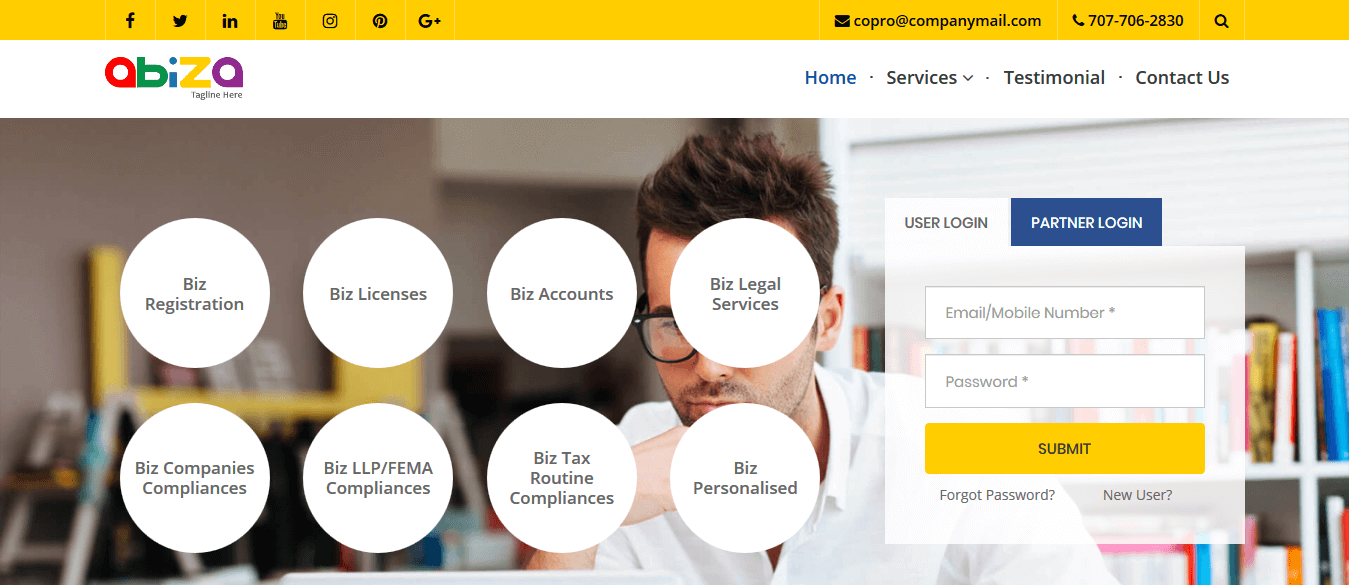 copro@companymail.com
707-706-2830
abiza
Tagline Here
Home · Services · Testimonial · Contact Us
USER LOGIN
PARTNER LOGIN
Biz
Registration
Biz Licenses
Biz Accounts
Biz Legal
Services
Biz Companies
Compliances
Biz LLP/FEMA
Compliances
Biz Tax
Routine
Compliances
Biz
Personalised
Email/Mobile Number *
Password *
SUBMIT
Forgot Password?
New User?